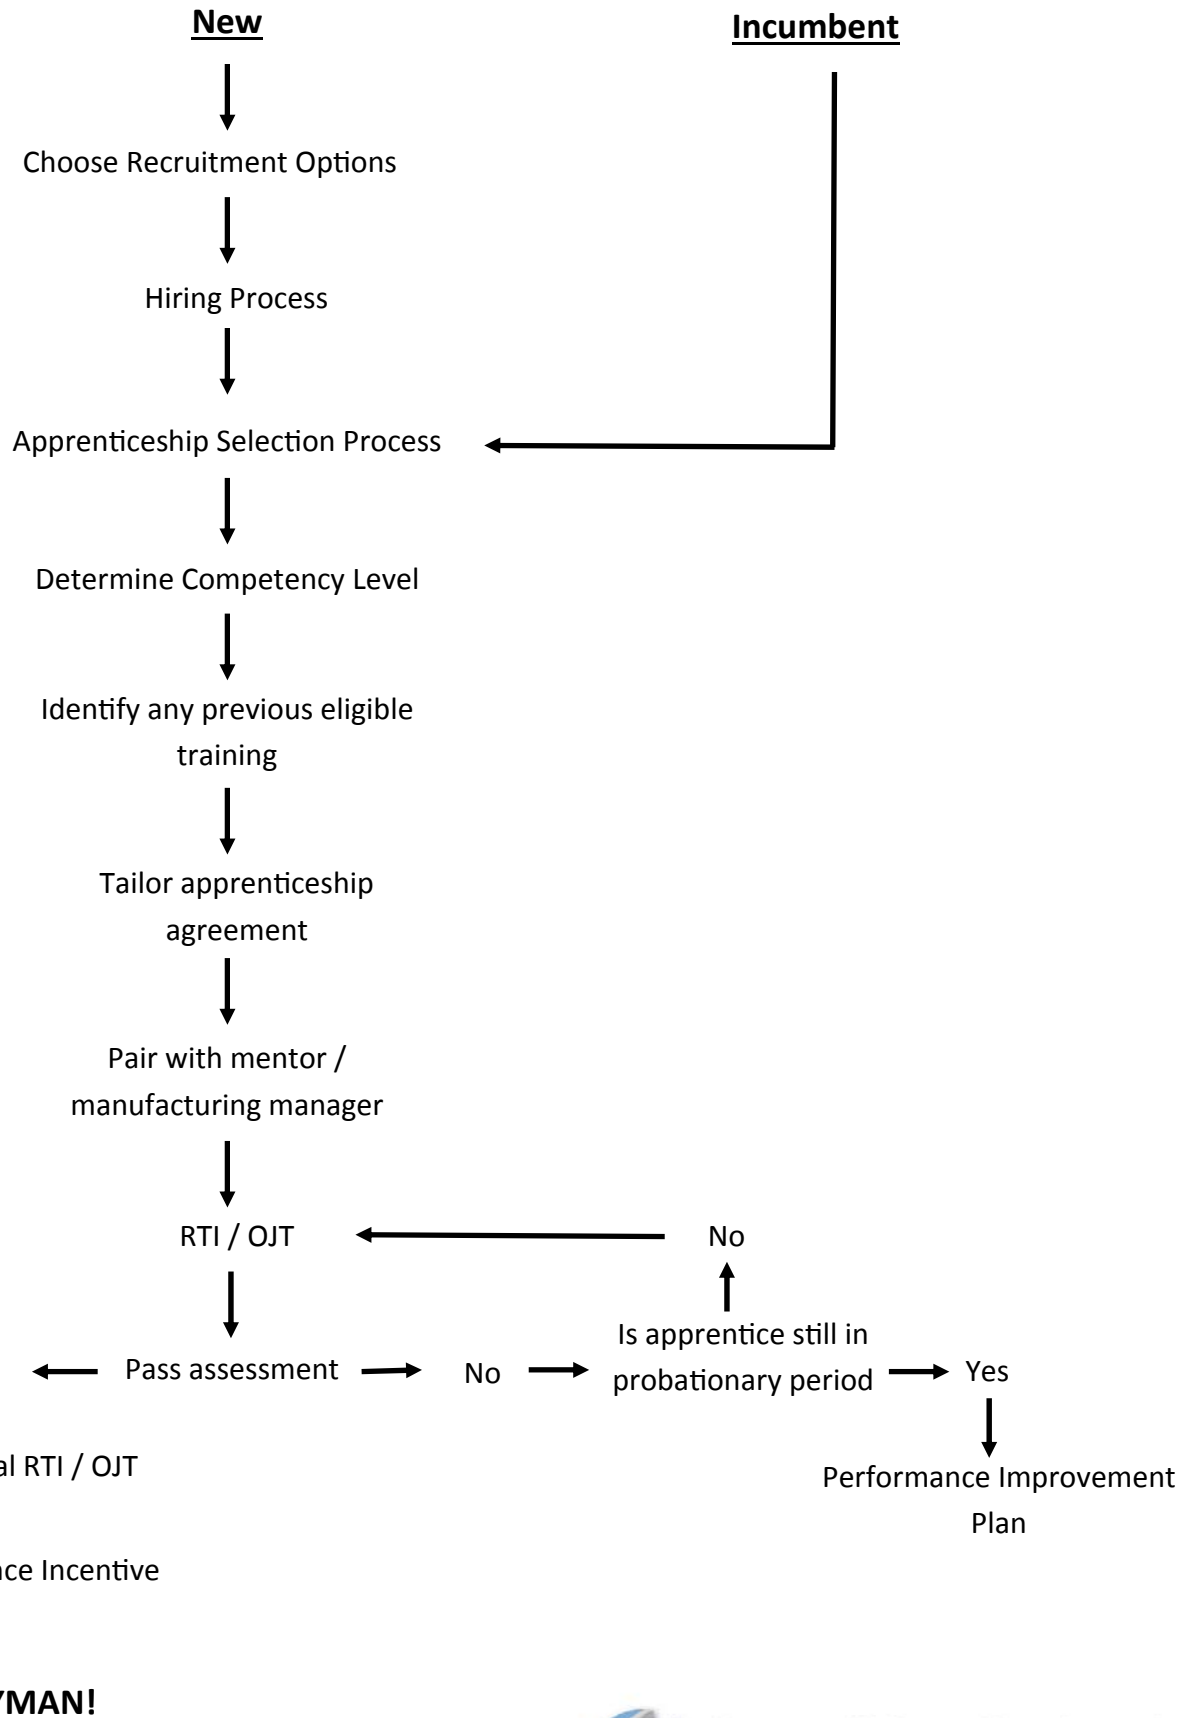 New
Incumbent
Choose Recruitment Options
Hiring Process
Apprenticeship Selection Process
Determine Competency Level
Identify any previous eligible
training
Tailor apprenticeship
agreement
Pair with mentor /
manufacturing manager
RTI / OJT
No
Pass assessment
No
Is apprentice still in
probationary period
Yes
Performance Improvement
Plan
al RTI / OJT
nce Incentive
YMAN!